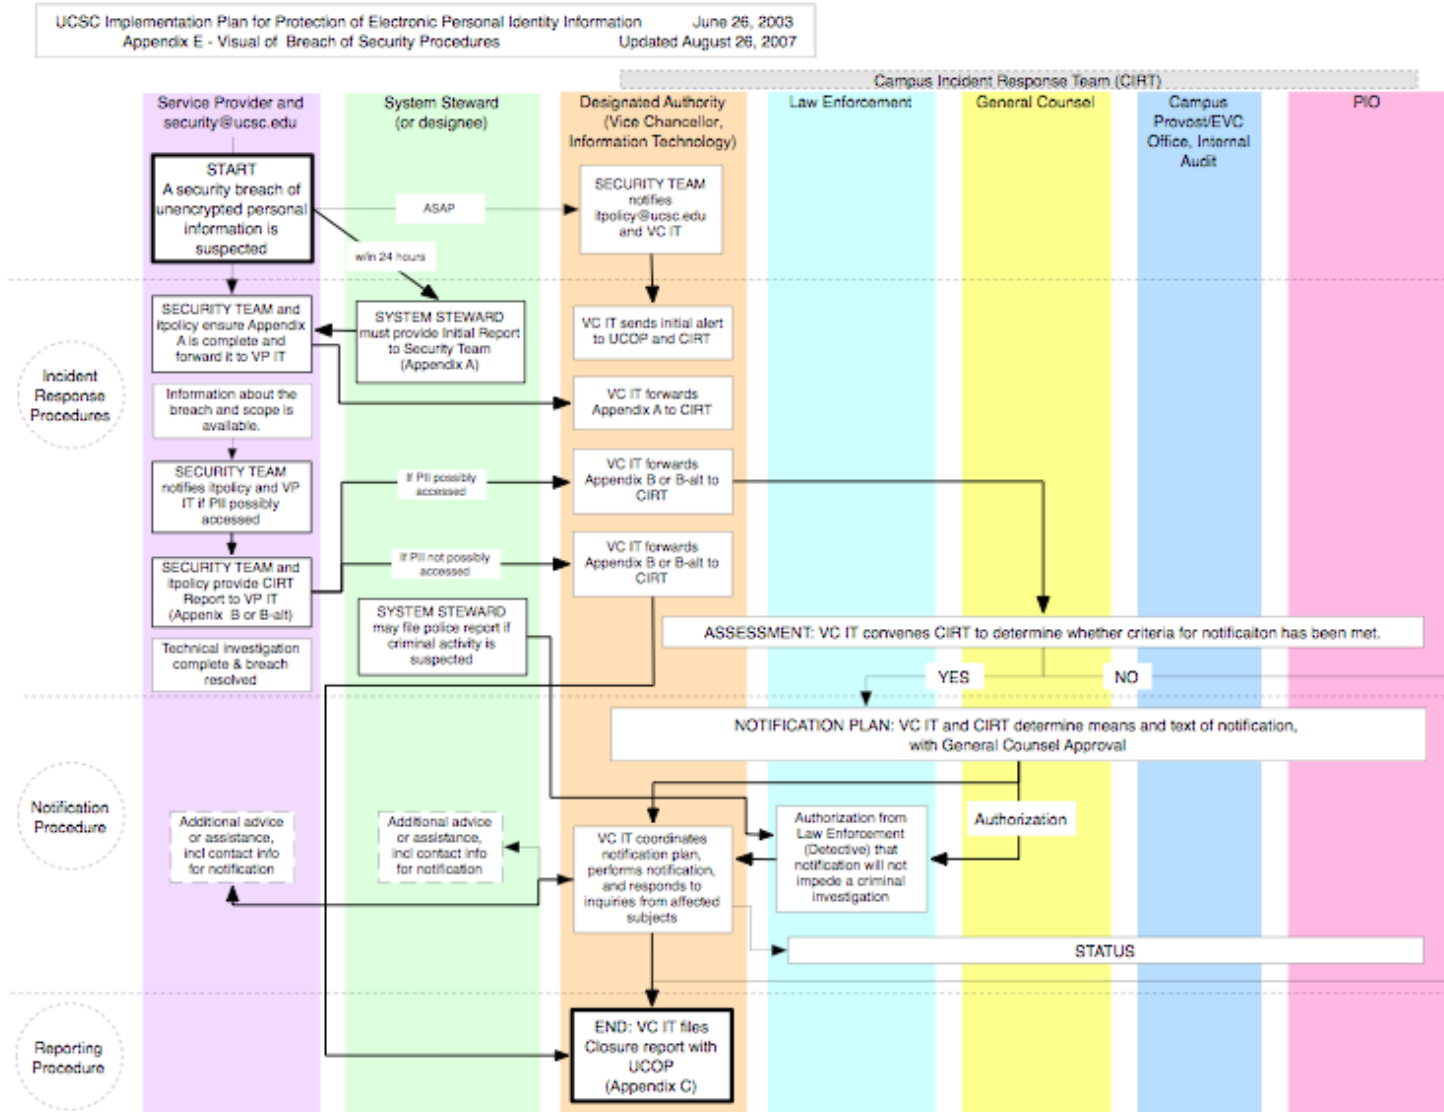 UCSC Implementation Plan for Protection of Electronic Personal Identity Information June 26, 2003
Appendix E - Visual of Breach of Security Procedures Updated August 26, 2007
Campus Incident Response Team (CIRT)
Service Provider and
security@ucsc.edu
System Steward
(or designee)
Designated Authority
(Vice Chancellor,
Information Technology)
Law Enforcement
General Counsel
Campus
Provost/EVC
Office, Internal
Audit
PIO
START
A security breach of
unencrypted personal
information is
suspected
ASAP
SECURITY TEAM
notifies
itpolicy@ucsc.edu
and VC IT
w/in 24 hours
Incident
Response
Procedures
SECURITY TEAM and
itpolicy ensure Appendix
A is complete and
forward it to VP IT
SYSTEM STEWARD
must provide Initial Report
to Security Team
(Appendix A)
VC IT sends initial alert
to UCOP and CIRT
Information about the
breach and scope is
available.
VC IT forwards
Appendix A to CIRT
SECURITY TEAM
notifies itpolicy and VP
IT if PII possibly
accessed
If PII possibly
accessed
VC IT forwards
Appendix B or B-alt to
CIRT
SECURITY TEAM and
itpolicy provide CIRT
Report to VP IT
(Appenix B or B-alt)
If PII not possibly
accessed
VC IT forwards
Appendix B or B-alt to
CIRT
SYSTEM STEWARD
may file police report if
criminal activity is
suspected
Technical investigation
complete & breach
resolved
ASSESSMENT: VC IT convenes CIRT to determine whether criteria for notificaiton has been met.
YES
NO
NOTIFICATION PLAN: VC IT and CIRT determine means and text of notification,
with General Counsel Approval
Notification
Procedure
Additional advice
or assistance,
incl contact info
for notification
Additional advice
or assistance,
incl contact info
for notification
VC IT coordinates
notification plan,
performs notification,
and responds to
inquiries from affected
subjects
Authorization from
Law Enforcement
(Detective) that
notification will not
impede a criminal
investigation
Authorization
STATUS
Reporting
Procedure
END: VC IT files
Closure report with
UCOP
(Appendix C)